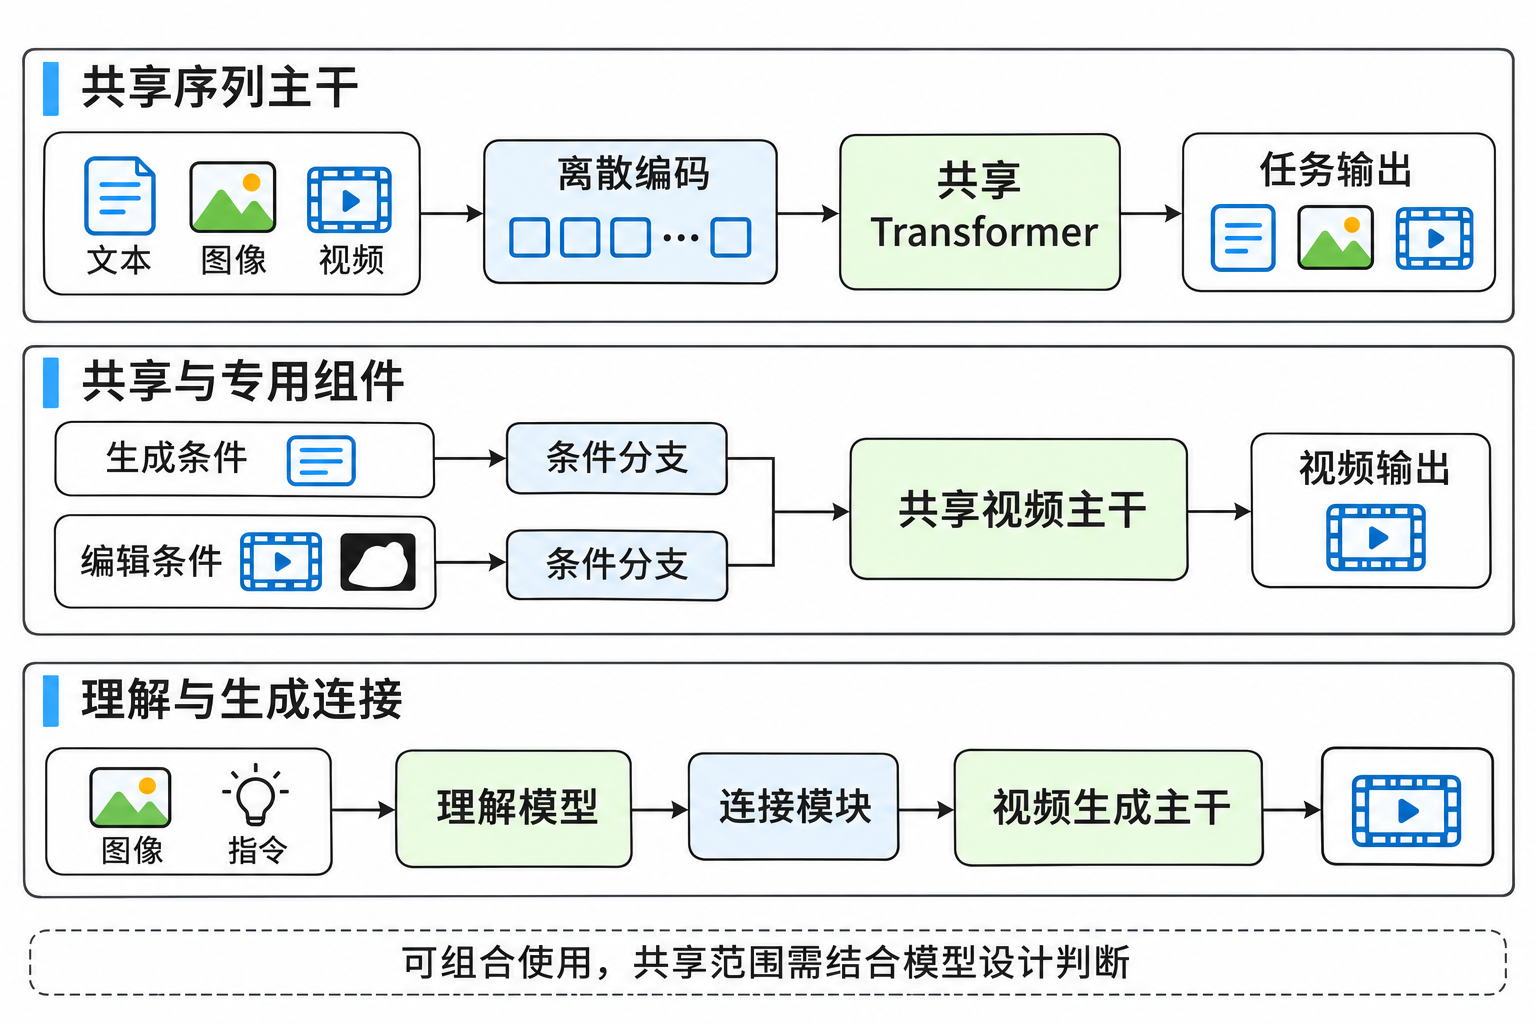 共享序列主干
文本
图像
视频
离散编码
共享
Transformer
任务输出
共享与专用组件
生成条件
条件分支
编辑条件
条件分支
共享视频主干
视频输出
理解与生成连接
图像
指令
理解模型
连接模块
视频生成主干
可组合使用，共享范围需结合模型设计判断